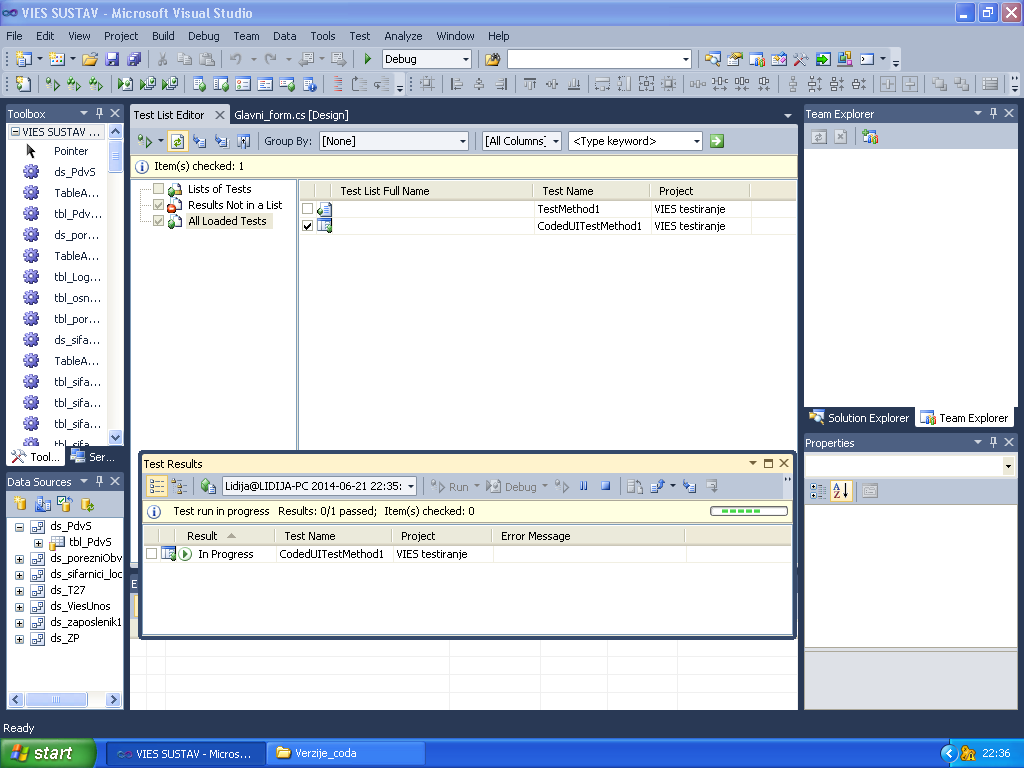 VIES SUSTAV - Microsoft Visual Studio
File Edit View Project Build Debug Team Data Tools Test Analyze Window Help
Debug
Toolbox
VIES SUSTAV ...
Pointer
ds_PdvS
TableA...
tbl_Pdv...
ds_por...
TableA...
tbl_Log...
tbl_osn...
tbl_por...
ds_sifa...
TableA...
tbl_sifa...
tbl_sifa...
tbl_sifa...
tbl_sifa...
Tool... Ser...
Data Sources
ds_PdvS
tbl_PdvS
ds_porezniObv
ds_sifarnici_loc
ds_T27
ds_ViesUnos
ds_zaposlenik1
ds_ZP
Test List Editor Glavni_form.cs [Design]
Group By: [None] [All Columns] <Type keyword>
Item(s) checked: 1
Lists of Tests
Results Not in a List
All Loaded Tests
Test List Full Name Test Name Project
TestMethod1 VIES testiranje
CodedUITestMethod1 VIES testiranje
Test Results
Lidija@LIDIJA-PC 2014-06-21 22:35: Run Debug
Test run in progress Results: 0/1 passed; Item(s) checked: 0
Result Test Name Project Error Message
In Progress CodedUITestMethod1 VIES testiranje
E
Team Explorer
Solution Explorer Team Explorer
Properties
Ready
start VIES SUSTAV - Micros... Verzije_coda 22:36